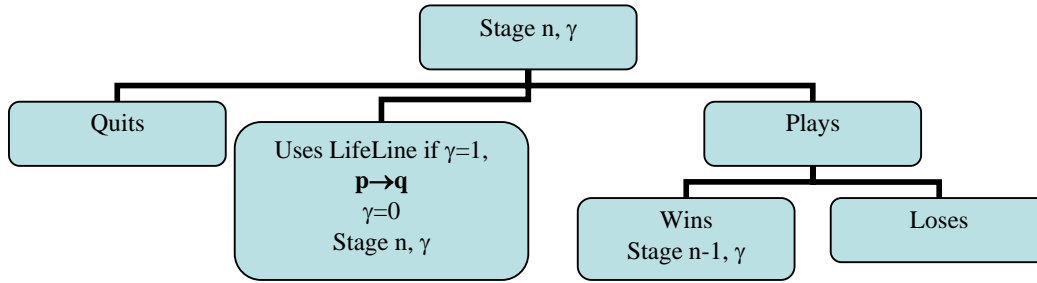 Stage n, γ
Quits
Uses LifeLine if γ=1,
p→q
γ=0
Stage n, γ
Plays
Wins
Stage n-1, γ
Loses